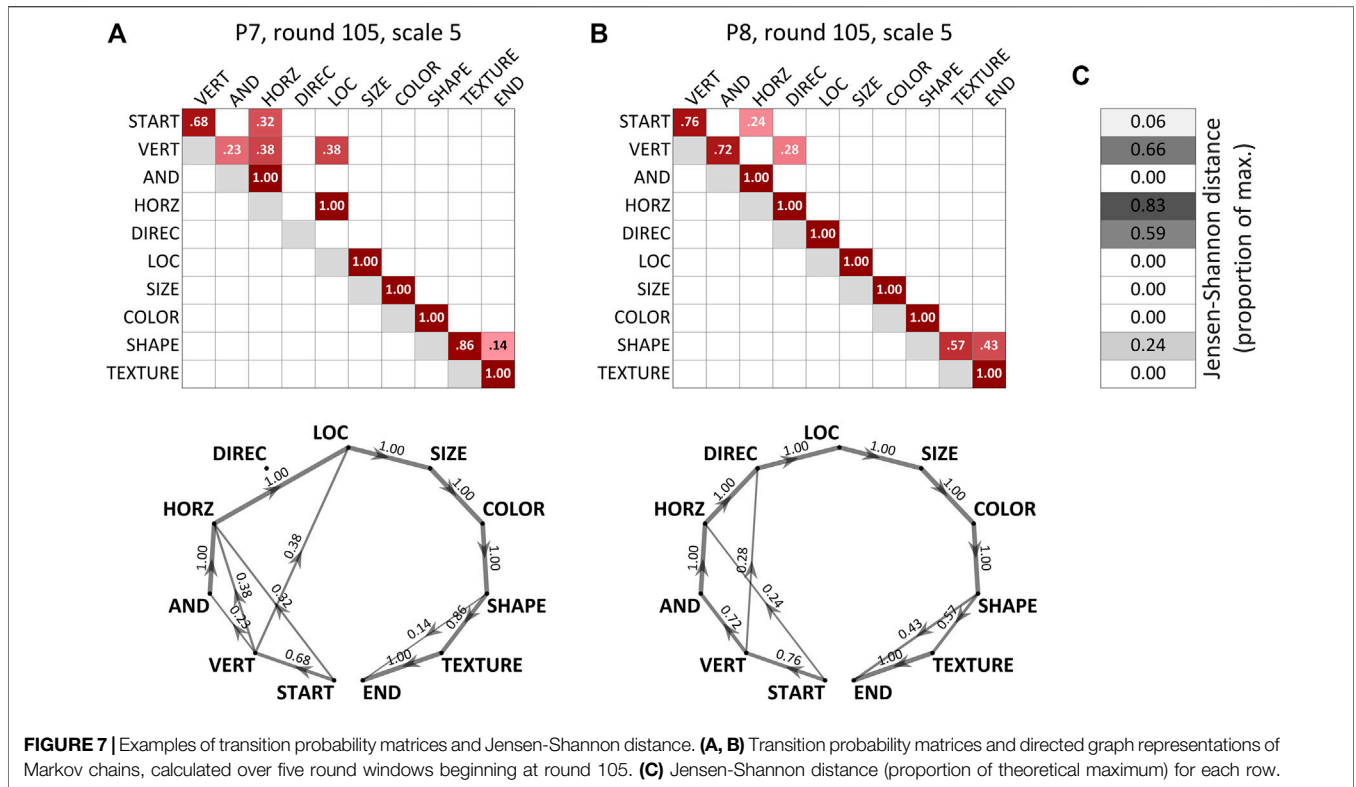 A P7, round 105, scale 5
VERT AND HORZ DIREC LOC SIZE COLOR SHAPE TEXTURE END
START .68 .32
VERT .23 .38 .38
AND 1.00
HORZ 1.00
DIREC
LOC 1.00
SIZE 1.00
COLOR 1.00
SHAPE .86 .14
TEXTURE 1.00
B P8, round 105, scale 5
VERT AND HORZ DIREC LOC SIZE COLOR SHAPE TEXTURE END
START .76 .24
VERT .72 .28
AND 1.00
HORZ 1.00
DIREC 1.00
LOC 1.00
SIZE 1.00
COLOR 1.00
SHAPE .57 .43
TEXTURE 1.00
C
0.06
0.66
0.00
0.83
0.59
0.00
0.00
0.00
0.24
0.00
Jensen-Shannon distance
(proportion of max.)
LOC
DIREC 1.00 SIZE
1.00 1.00
HORZ COLOR
0.38
1.00 0.38 0.32 1.00
AND 0.23 SHAPE
0.14 0.86
VERT 0.68 1.00 TEXTURE
START END
LOC
DIREC 1.00 1.00 SIZE
1.00 1.00
HORZ COLOR
1.00 0.28 0.24 1.00
AND 0.72 SHAPE
0.43 0.57
VERT 0.76 1.00 TEXTURE
START END
FIGURE 7 | Examples of transition probability matrices and Jensen-Shannon distance. (A, B) Transition probability matrices and directed graph representations of
Markov chains, calculated over five round windows beginning at round 105. (C) Jensen-Shannon distance (proportion of theoretical maximum) for each row.